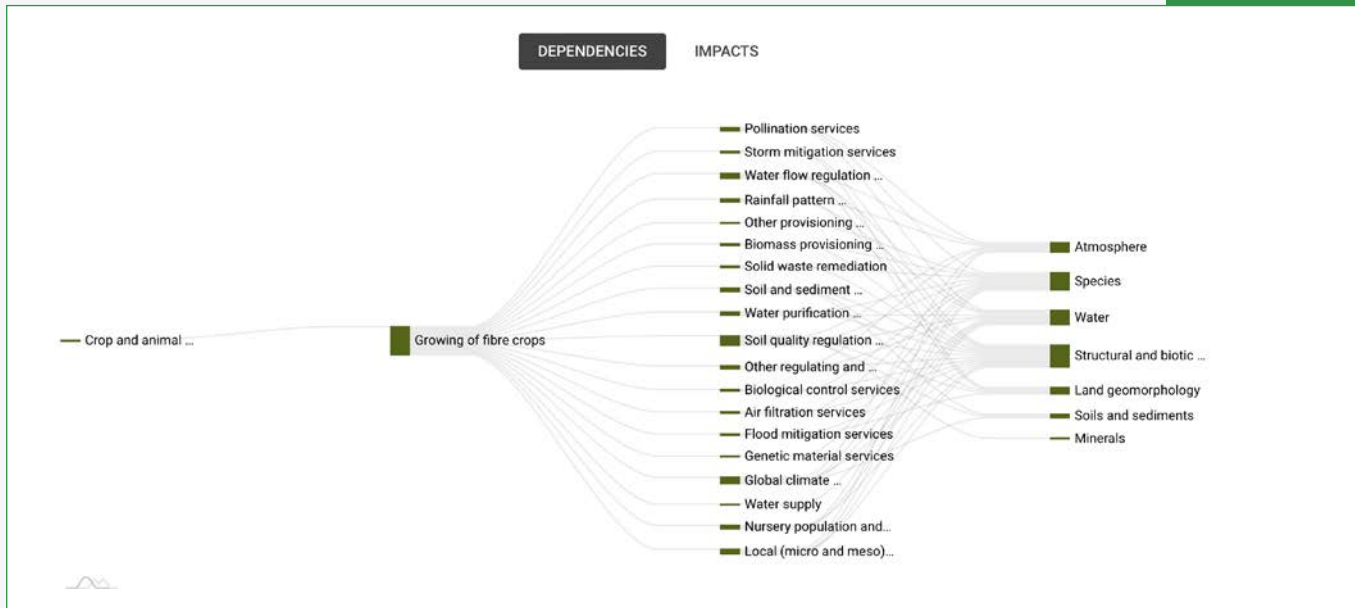 DEPENDENCIES
IMPACTS
Crop and animal ...
Growing of fibre crops
Pollination services
Storm mitigation services
Water flow regulation ...
Rainfall pattern ...
Other provisioning ...
Biomass provisioning ...
Solid waste remediation
Soil and sediment ...
Water purification ...
Soil quality regulation ...
Other regulating and ...
Biological control services
Air filtration services
Flood mitigation services
Genetic material services
Global climate ...
Water supply
Nursery population and...
Local (micro and meso)...
Atmosphere
Species
Water
Structural and biotic ...
Land geomorphology
Soils and sediments
Minerals